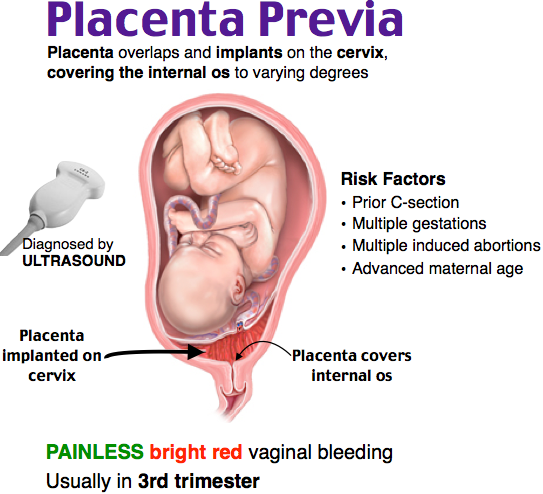 Placenta Previa
Placenta overlaps and implants on the cervix,
covering the internal os to varying degrees
Risk Factors
• Prior C-section
• Multiple gestations
• Multiple induced abortions
• Advanced maternal age
Diagnosed by
ULTRASOUND
Placenta
implanted on
cervix
Placenta covers
internal os
PAINLESS bright red vaginal bleeding
Usually in 3rd trimester